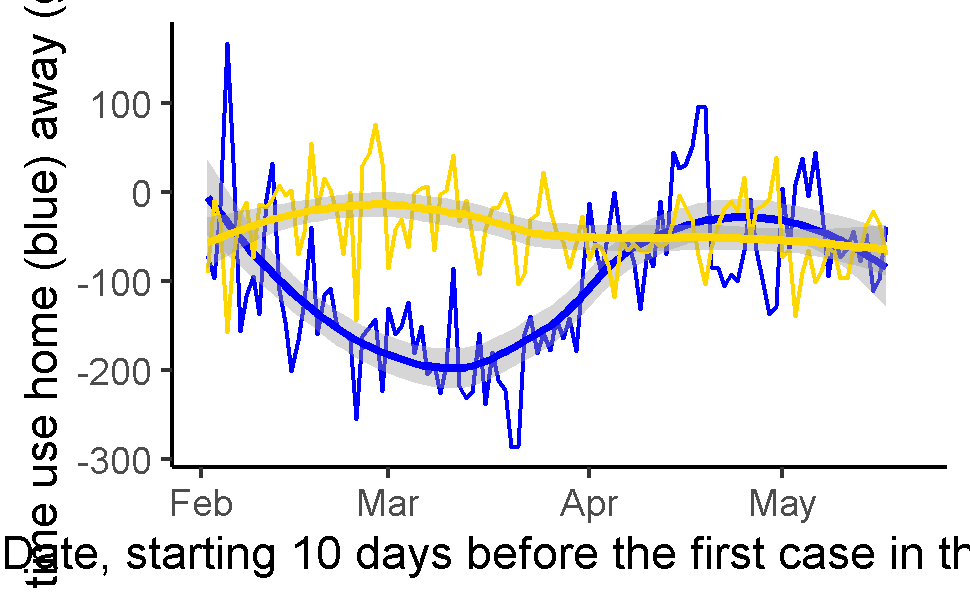 time use home (blue) away (
100
0
-100
-200
-300
Feb Mar Apr May
Date, starting 10 days before the first case in th